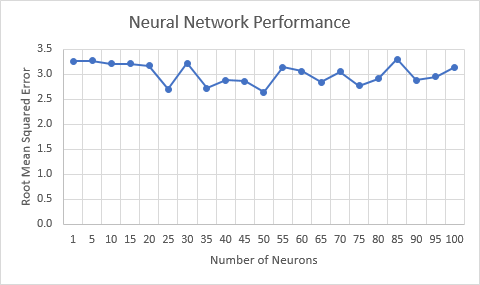 Neural Network Performance
Root Mean Squared Error
3.5
3.0
2.5
2.0
1.5
1.0
0.5
0.0
1 5 10 15 20 25 30 35 40 45 50 55 60 65 70 75 80 85 90 95 100
Number of Neurons